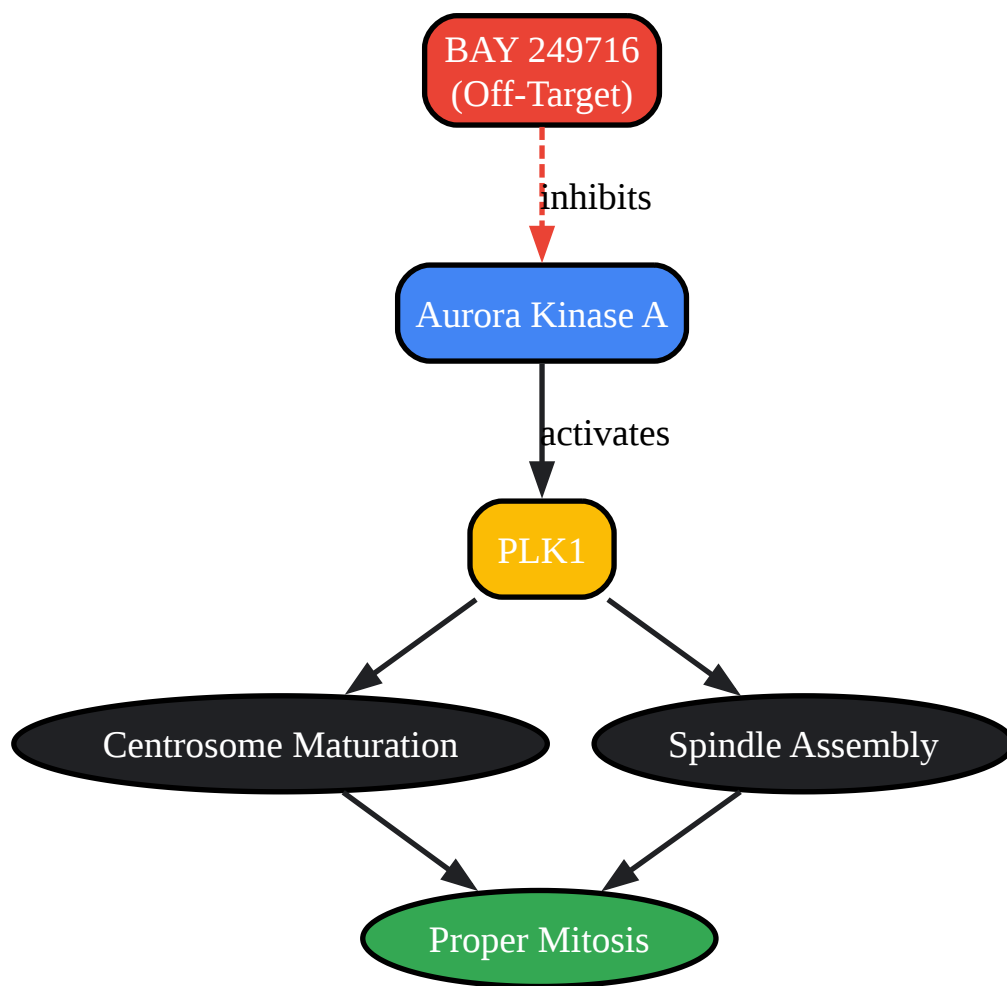 BAY 249716
(Off-Target)
inhibits
Aurora Kinase A
activates
PLK1
Centrosome Maturation
Spindle Assembly
Proper Mitosis